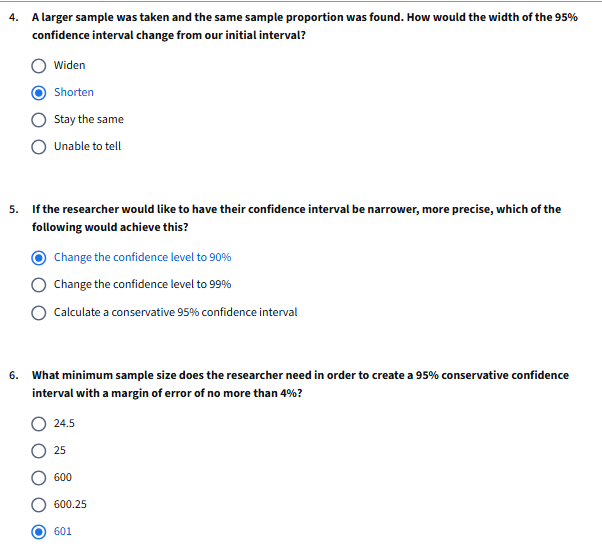 4. A larger sample was taken and the same sample proportion was found. How would the width of the 95%
confidence interval change from our initial interval?
Widen
Shorten
Stay the same
Unable to tell
5. If the researcher would like to have their confidence interval be narrower, more precise, which of the
following would achieve this?
Change the confidence level to 90%
Change the confidence level to 99%
Calculate a conservative 95% confidence interval
6. What minimum sample size does the researcher need in order to create a 95% conservative confidence
interval with a margin of error of no more than 4%?
24.5
25
600
600.25
601